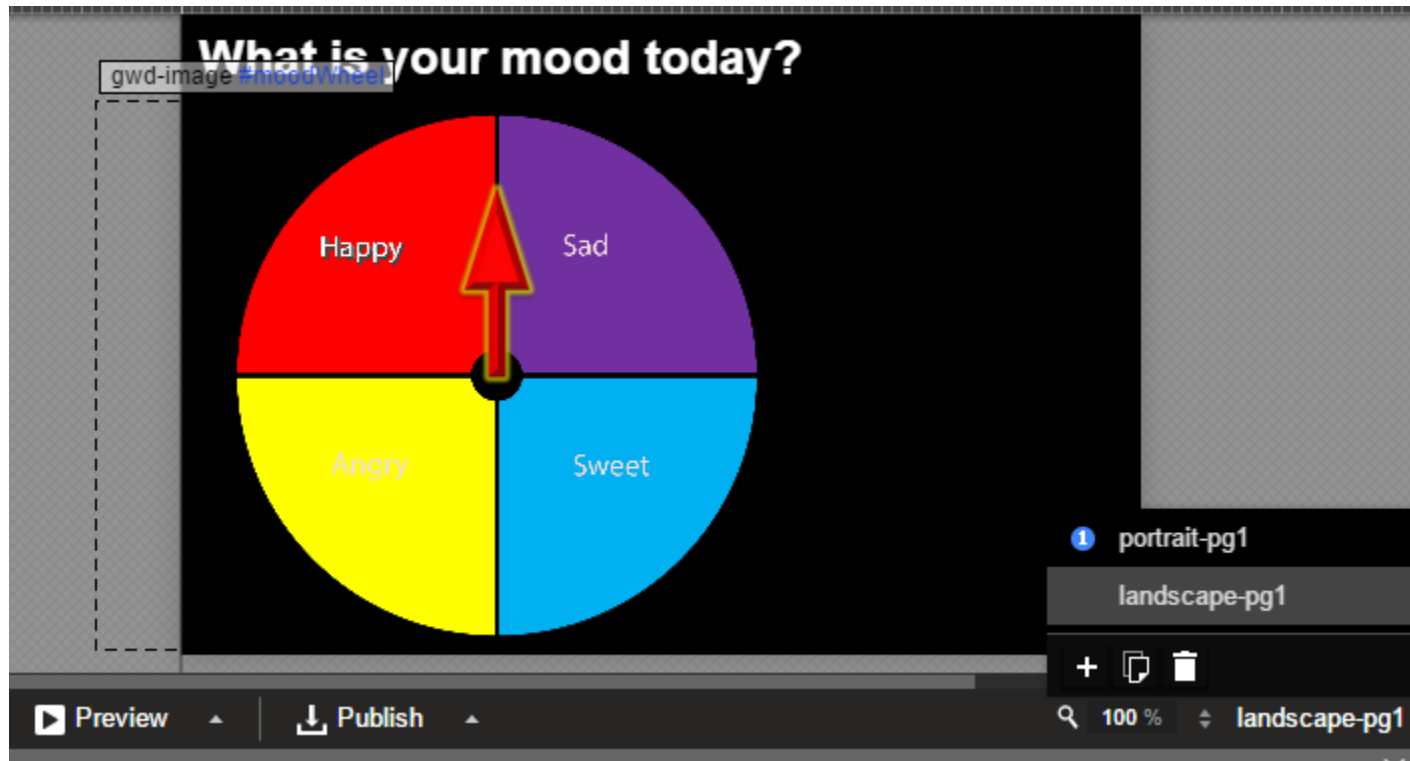 What is your mood today?
gwd-image #moodWheel
Happy
Sad
Angry
Sweet
1 portrait-pg1
landscape-pg1
Preview
Publish
100 %
landscape-pg1